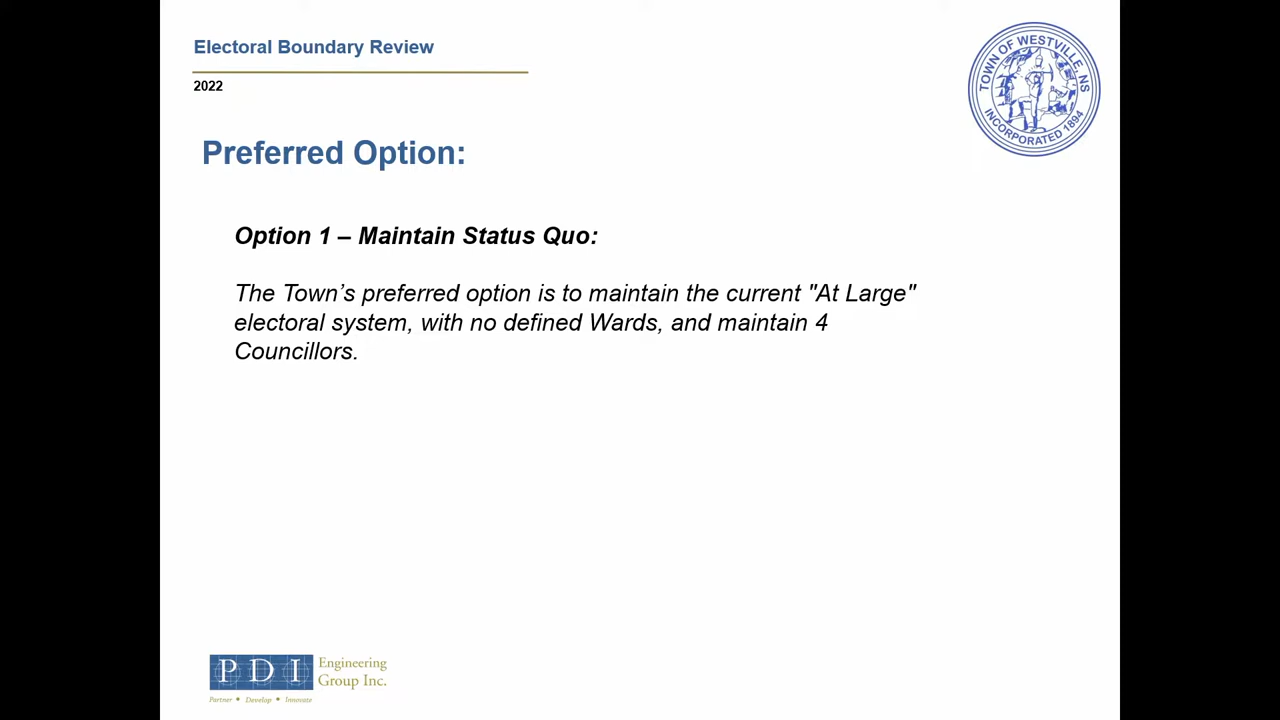 Electoral Boundary Review
2022
TOWN OF WESTVILLE, NS
INCORPORATED 1894
Preferred Option:
Option 1 – Maintain Status Quo:
The Town’s preferred option is to maintain the current "At Large"
electoral system, with no defined Wards, and maintain 4
Councillors.
PDI Engineering
Group Inc.
Partner • Develop • Innovate